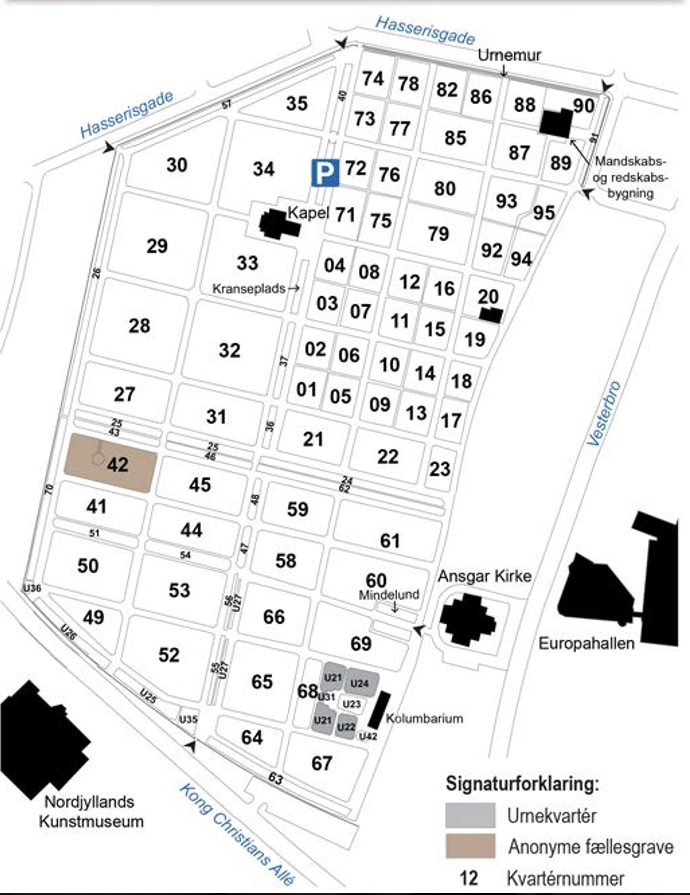 Hasserisgade
Urnemur
74 78 82 86 88 90
40
35
57
Hasserisgade
73 77 85 87 89
91
Mandskabs-
og redskabs-
bygning
30 34 P 72 76 80
93 95
Kapel 71 75 79
29 33 92 94
26
04 08 12 16 20
Kranseplads
03 07 11 15 19
28 32 37 02 06 10 14 18
01 05 09 13 17
27 31 36 21 22 23
25
43
25
46
24
62
Vesterbro
42 45 48 59 61
70
41 44 47 58 60
51
54
50 53 56 U27 66
Mindelund
Ansgar Kirke
Europahallen
U36
49 52 55 U27 65 69
U26
U25
U35
68 U21 U24
U31 U23
U21 U22 U42
Kolumbarium
64 67
63
Nordjyllands
Kunstmuseum
Kong Christians Allé
Signaturforklaring:
Urnekvartér
Anonyme fællesgrave
12 Kvartérnummer